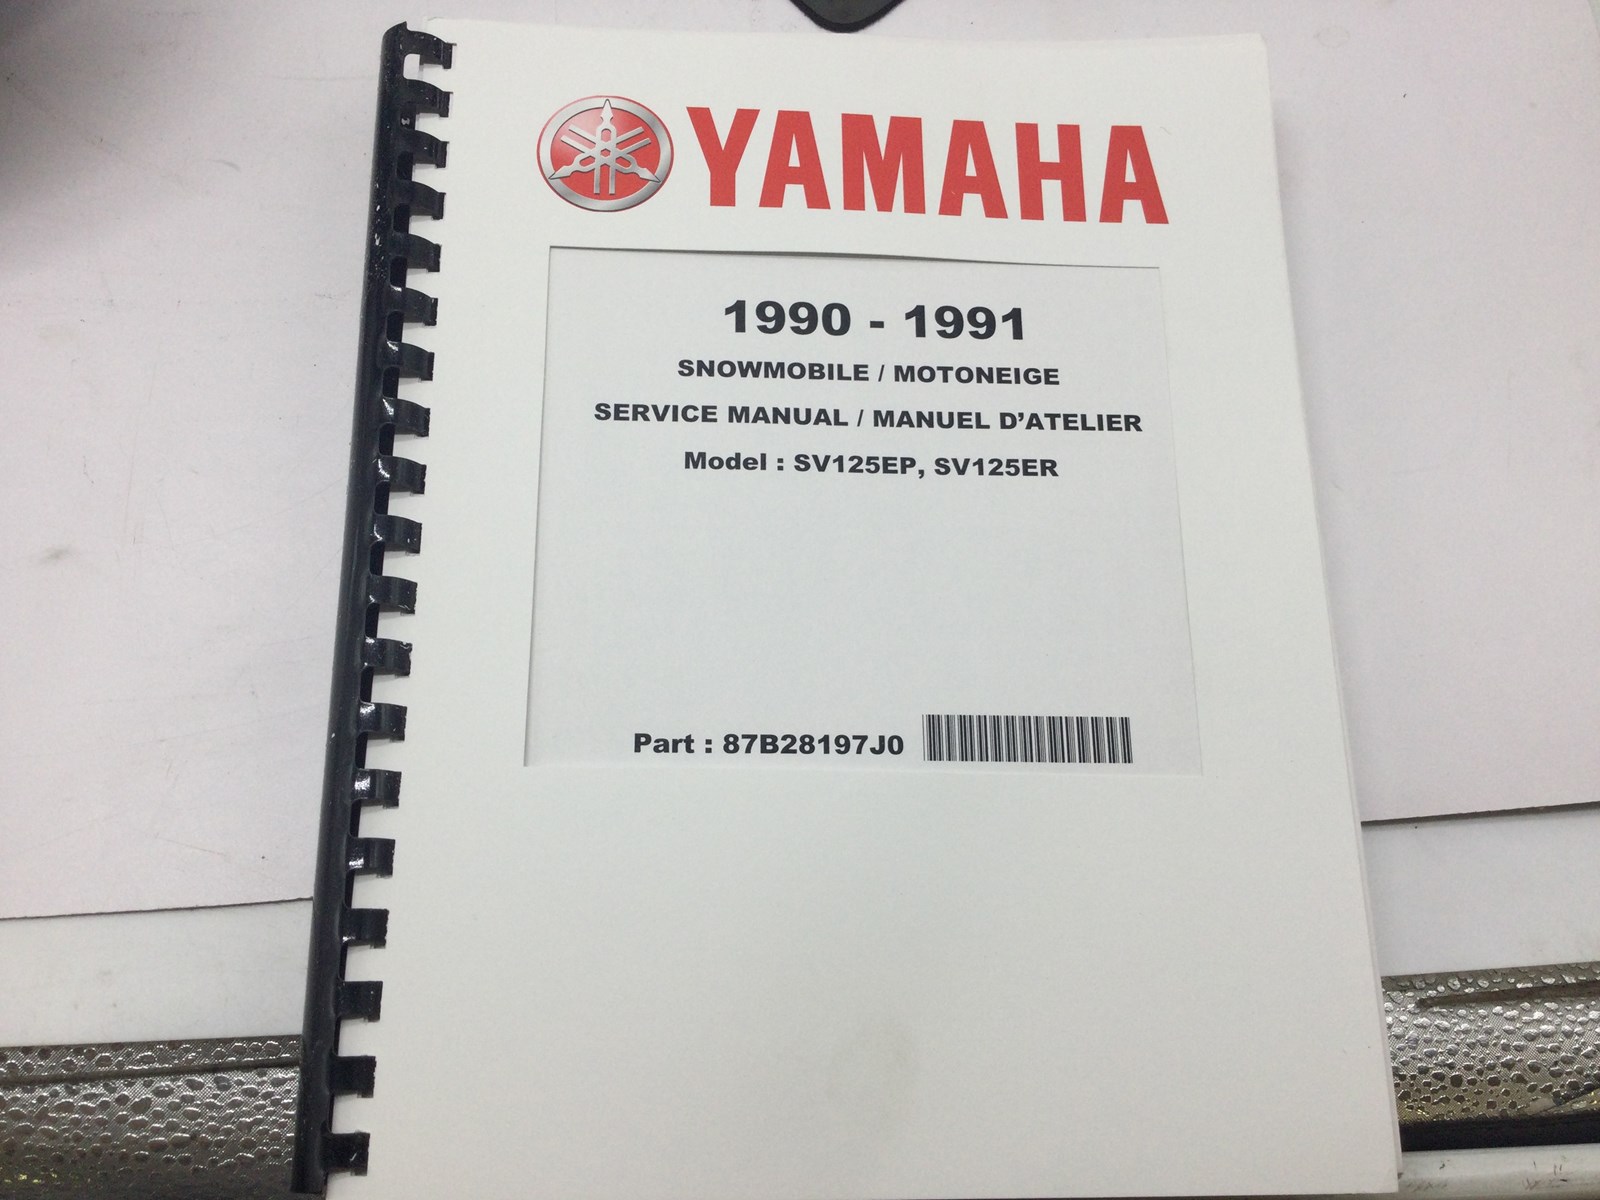 YAMAHA
1990 - 1991
SNOWMOBILE / MOTONEIGE
SERVICE MANUAL / MANUEL D'ATELIER
Model : SV125EP, SV125ER
Part : 87B28197J0